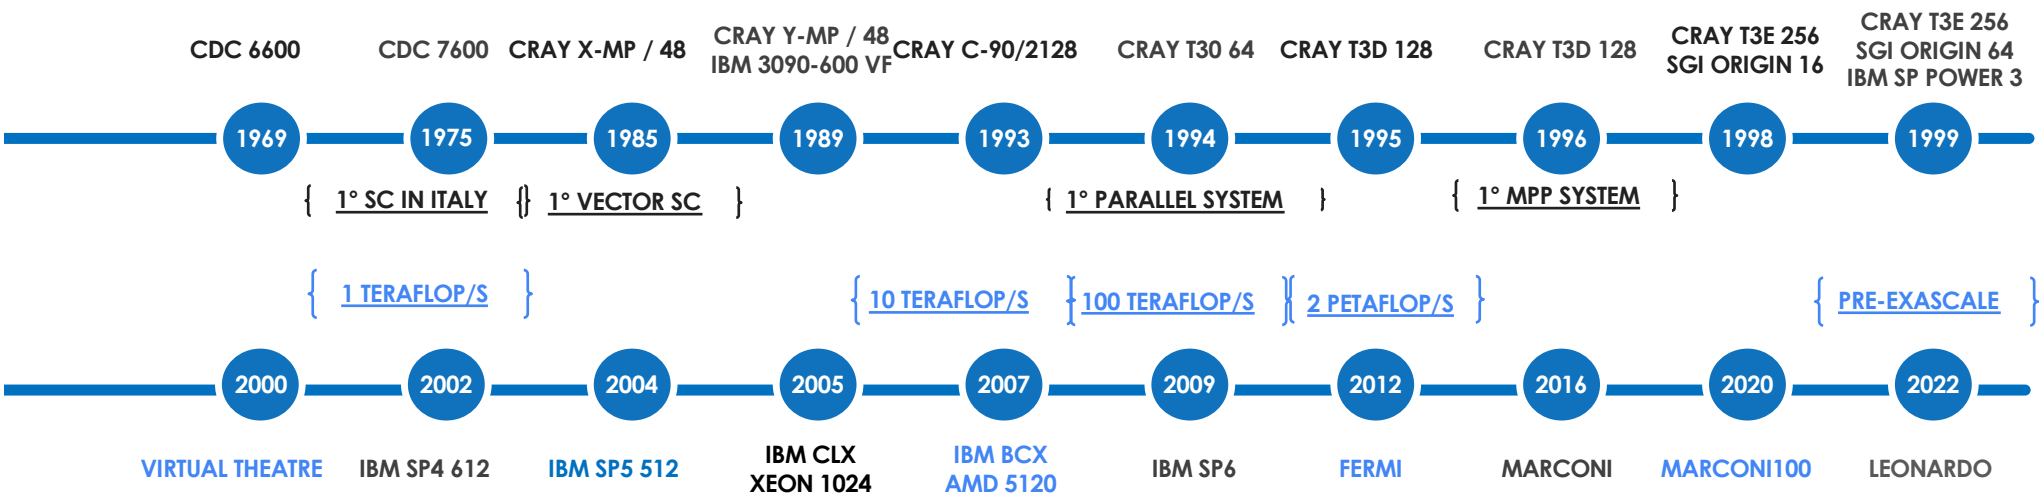 CDC 6600
CDC 7600
CRAY X-MP / 48
CRAY Y-MP / 48
IBM 3090-600 VF
CRAY C-90/2128
CRAY T30 64
CRAY T3D 128
CRAY T3D 128
CRAY T3E 256
SGI ORIGIN 16
CRAY T3E 256
SGI ORIGIN 64
IBM SP POWER 3
1969
1975
1985
1989
1993
1994
1995
1996
1998
1999
{ 1° SC IN ITALY }
{ 1° VECTOR SC }
{ 1° PARALLEL SYSTEM }
{ 1° MPP SYSTEM }
{ 1 TERAFLOP/S }
{ 10 TERAFLOP/S }
{ 100 TERAFLOP/S }
{ 2 PETAFLOP/S }
{ PRE-EXASCALE }
2000
2002
2004
2005
2007
2009
2012
2016
2020
2022
VIRTUAL THEATRE
IBM SP4 612
IBM SP5 512
IBM CLX
XEON 1024
IBM BCX
AMD 5120
IBM SP6
FERMI
MARCONI
MARCONI100
LEONARDO